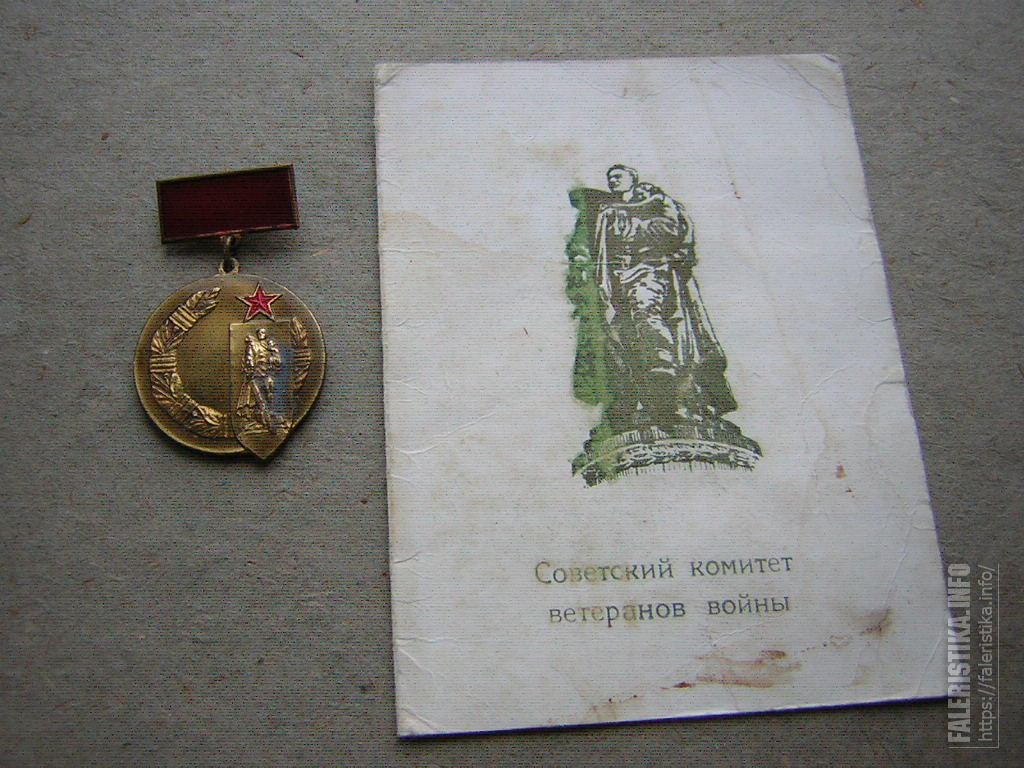 Советский комитет
ветеранов войны
FALERISTIKA.INFO
https://faleristika.info/